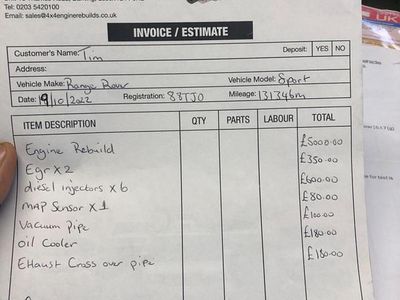 Tel: 0203 5420100
Email: sales@4x4enginerebuilds.co.uk
INVOICE / ESTIMATE
Customer's Name: Tim Deposit: YES NO
Address:
Vehicle Make: Range Rover Vehicle Model: Sport
Date: 19/10/2022 Registration: 88TJO Mileage: 131346m
ITEM DESCRIPTION QTY PARTS LABOUR TOTAL
Engine Rebuild £5000.00
Egr x 2 £350.00
diesel injectors x 6 £600.00
MAP Sensor x 1 £80.00
Vacuum Pipe £100.00
oil Cooler £180.00
EHaust Cross over pipe £180.00